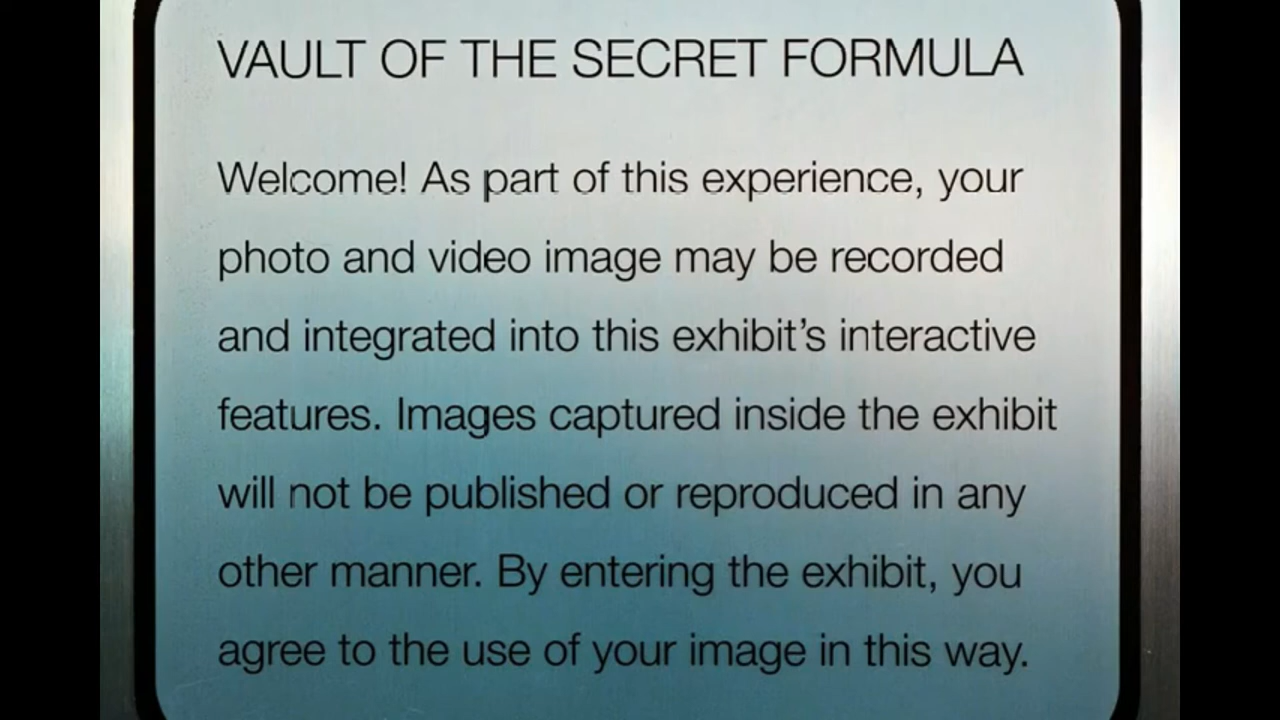 VAULT OF THE SECRET FORMULA
Welcome! As part of this experience, your
photo and video image may be recorded
and integrated into this exhibit’s interactive
features. Images captured inside the exhibit
will not be published or reproduced in any
other manner. By entering the exhibit, you
agree to the use of your image in this way.